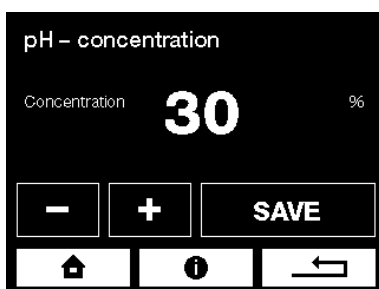 pH – concentration
Concentration 30 %
– + SAVE